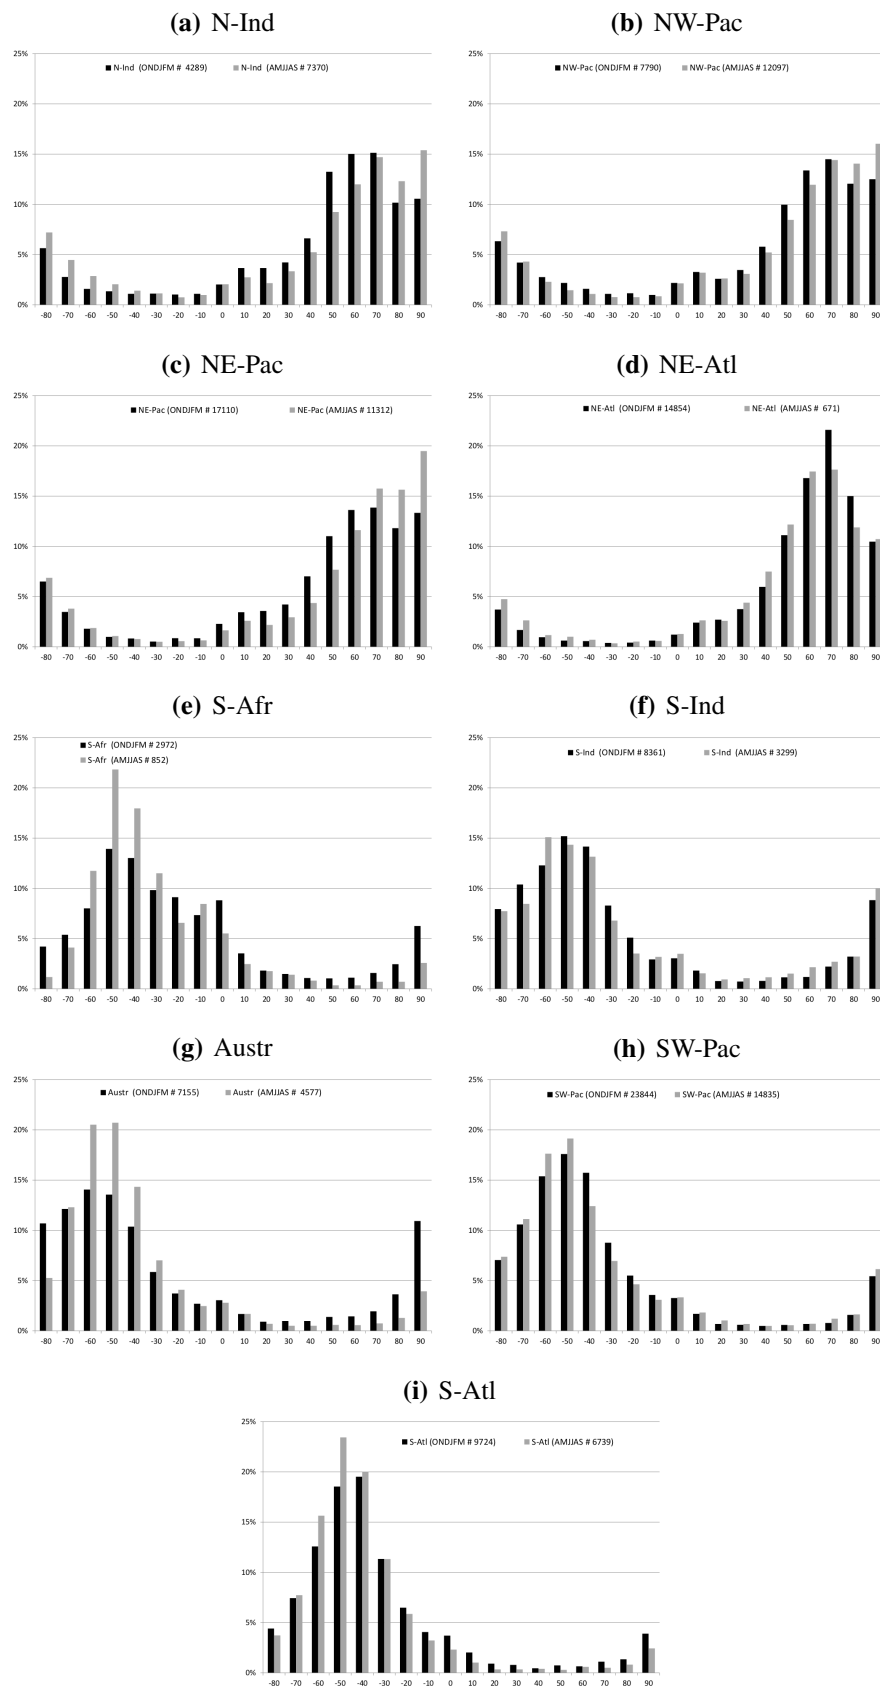 (a) N-Ind
(b) NW-Pac
25%
20%
15%
10%
5%
0%
N-Ind (ONDJFM # 4289) N-Ind (AMJJAS # 7370)
-80 -70 -60 -50 -40 -30 -20 -10 0 10 20 30 40 50 60 70 80 90
25%
20%
15%
10%
5%
0%
NW-Pac (ONDJFM # 7790) NW-Pac (AMJJAS # 12097)
-80 -70 -60 -50 -40 -30 -20 -10 0 10 20 30 40 50 60 70 80 90
(c) NE-Pac
(d) NE-Atl
25%
20%
15%
10%
5%
0%
NE-Pac (ONDJFM # 17110) NE-Pac (AMJJAS # 11312)
-80 -70 -60 -50 -40 -30 -20 -10 0 10 20 30 40 50 60 70 80 90
25%
20%
15%
10%
5%
0%
NE-Atl (ONDJFM # 14854) NE-Atl (AMJJAS # 671)
-80 -70 -60 -50 -40 -30 -20 -10 0 10 20 30 40 50 60 70 80 90
(e) S-Afr
(f) S-Ind
25%
20%
15%
10%
5%
0%
S-Afr (ONDJFM # 2972)
S-Afr (AMJJAS # 852)
-80 -70 -60 -50 -40 -30 -20 -10 0 10 20 30 40 50 60 70 80 90
25%
20%
15%
10%
5%
0%
S-Ind (ONDJFM # 8361) S-Ind (AMJJAS # 3299)
-80 -70 -60 -50 -40 -30 -20 -10 0 10 20 30 40 50 60 70 80 90
(g) Austr
(h) SW-Pac
25%
20%
15%
10%
5%
0%
Austr (ONDJFM # 7155) Austr (AMJJAS # 4577)
-80 -70 -60 -50 -40 -30 -20 -10 0 10 20 30 40 50 60 70 80 90
25%
20%
15%
10%
5%
0%
SW-Pac (ONDJFM # 23844) SW-Pac (AMJJAS # 14835)
-80 -70 -60 -50 -40 -30 -20 -10 0 10 20 30 40 50 60 70 80 90
(i) S-Atl
25%
20%
15%
10%
5%
0%
S-Atl (ONDJFM # 9724) S-Atl (AMJJAS # 6739)
-80 -70 -60 -50 -40 -30 -20 -10 0 10 20 30 40 50 60 70 80 90